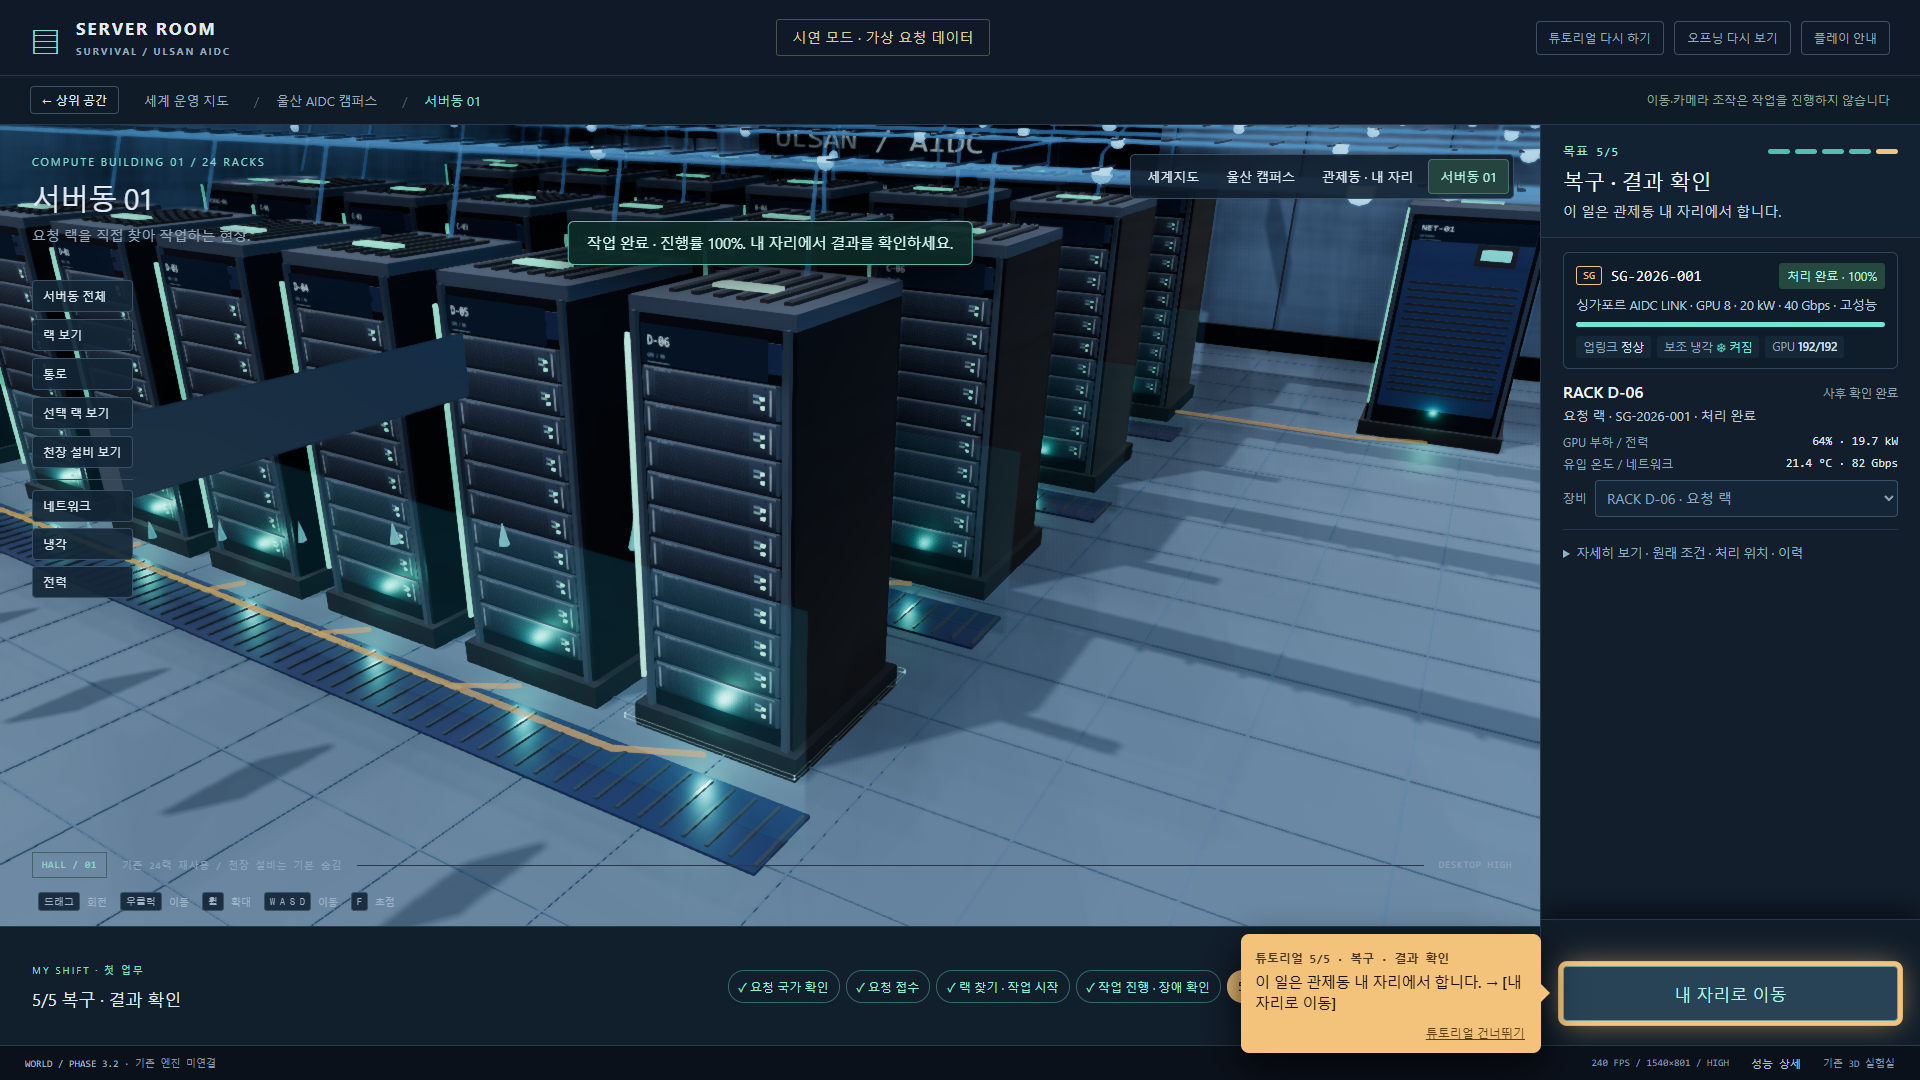 SERVER ROOM
SURVIVAL / ULSAN AIDC
시연 모드 · 가상 요청 데이터
튜토리얼 다시 하기
오프닝 다시 보기
플레이 안내
← 상위 공간
세계 운영 지도 / 울산 AIDC 캠퍼스 / 서버동 01
이동·카메라 조작은 작업을 진행하지 않습니다
ULSAN / AIDC
COMPUTE BUILDING 01 / 24 RACKS
서버동 01
요청 랙을 직접 찾아 작업하는 현장.
세계지도
울산 캠퍼스
관제동 · 내 자리
서버동 01
작업 완료 · 진행률 100%. 내 자리에서 결과를 확인하세요.
서버동 전체
랙 보기
통로
선택 랙 보기
천장 설비 보기
네트워크
냉각
전력
NET-01
D-03
D-04
D-05
D-06
HALL / 01
기존 24랙 재사용 / 천장 설비는 기본 숨김
DESKTOP HIGH
드래그 회전
우클릭 이동
휠 확대
W A S D 이동
F 초점
목표 5/5
복구 · 결과 확인
이 일은 관제동 내 자리에서 합니다.
SG SG-2026-001
처리 완료 · 100%
싱가포르 AIDC LINK · GPU 8 · 20 kW · 40 Gbps · 고성능
업링크 정상
보조 냉각 ❄ 켜짐
GPU 192/192
RACK D-06
사후 확인 완료
요청 랙 · SG-2026-001 · 처리 완료
GPU 부하 / 전력
64% · 19.7 kW
유입 온도 / 네트워크
21.4 °C · 82 Gbps
장비
RACK D-06 · 요청 랙
▶ 자세히 보기 · 원래 조건 · 처리 위치 · 이력
MY SHIFT · 첫 업무
5/5 복구 · 결과 확인
✓ 요청 국가 확인
✓ 요청 접수
✓ 랙 찾기 · 작업 시작
✓ 작업 진행 · 장애 확인
튜토리얼 5/5 · 복구 · 결과 확인
이 일은 관제동 내 자리에서 합니다. → [내
자리로 이동]
튜토리얼 건너뛰기
내 자리로 이동
WORLD / PHASE 3.2 · 기존 엔진 미연결
240 FPS / 1540×801 / HIGH
성능 상세
기존 3D 실험실